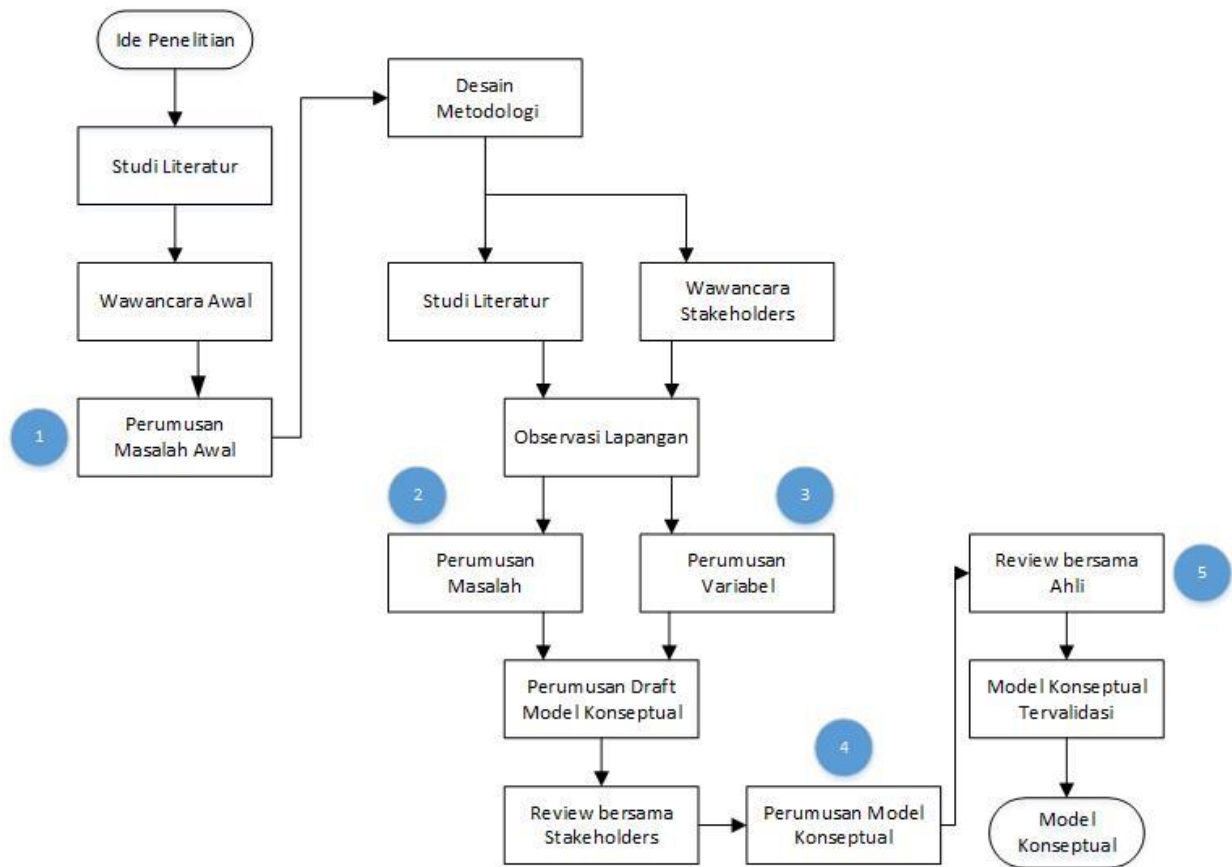 Ide Penelitian
Studi Literatur
Wawancara Awal
1
Perumusan
Masalah Awal
Desain
Metodologi
Studi Literatur
Wawancara
Stakeholders
Observasi Lapangan
2
3
Perumusan
Masalah
Perumusan
Variabel
Perumusan Draft
Model Konseptual
Review bersama
Stakeholders
4
Perumusan Model
Konseptual
Review bersama
Ahli
5
Model Konseptual
Tervalidasi
Model
Konseptual